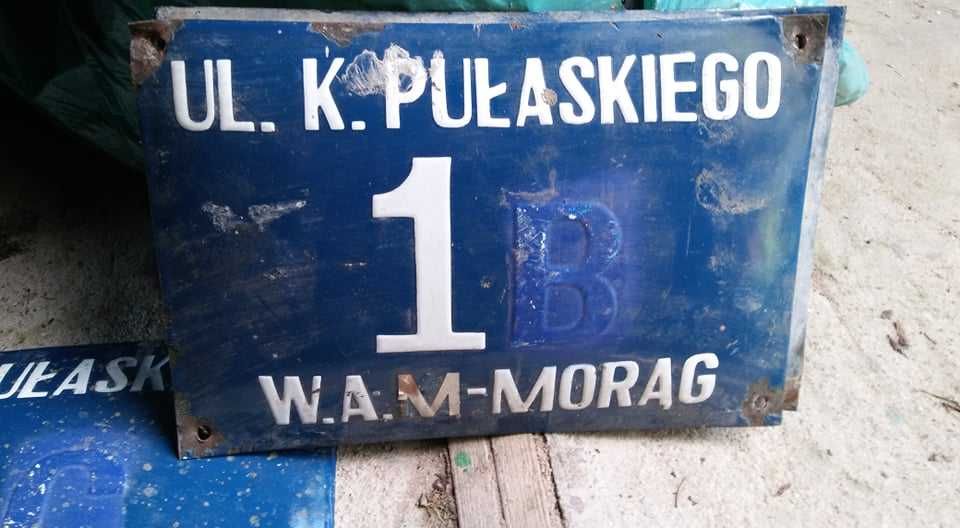 UL. K. PUŁASKIEGO
1B
W.A.M-MORĄG
UŁASK